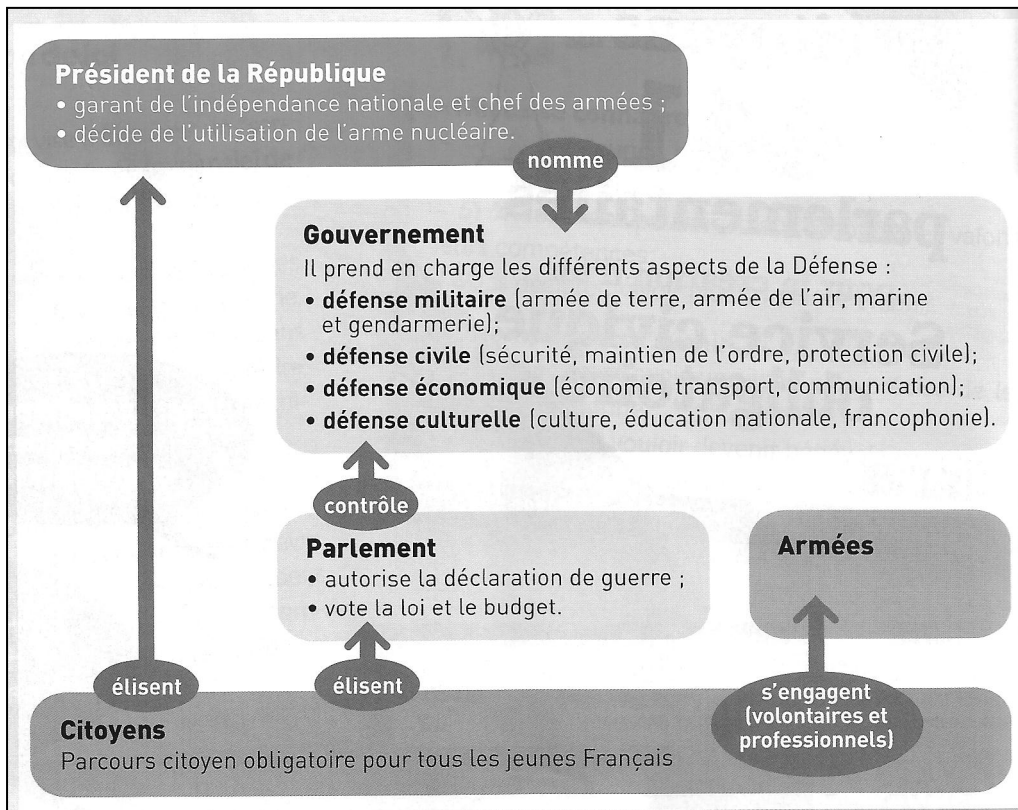 Président de la République
• garant de l'indépendance nationale et chef des armées ;
• décide de l'utilisation de l'arme nucléaire.
nomme
Gouvernement
Il prend en charge les différents aspects de la Défense :
• défense militaire (armée de terre, armée de l'air, marine
et gendarmerie);
• défense civile (sécurité, maintien de l'ordre, protection civile);
• défense économique (économie, transport, communication);
• défense culturelle (culture, éducation nationale, francophonie).
contrôle
Parlement
• autorise la déclaration de guerre ;
• vote la loi et le budget.
Armées
élisent
élisent
s'engagent
(volontaires et
professionnels)
Citoyens
Parcours citoyen obligatoire pour tous les jeunes Français